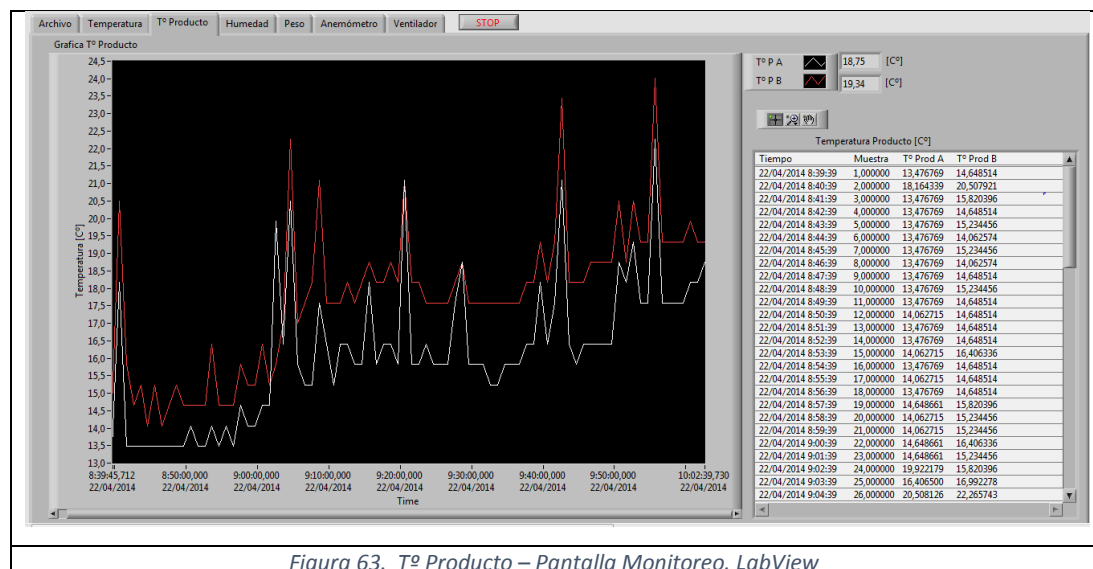 Archivo Temperatura Tº Producto Humedad Peso Anemómetro Ventilador STOP
Grafica Tº Producto
Temperatura [Cº]
24,5
24,0
23,5
23,0
22,5
22,0
21,5
21,0
20,5
20,0
19,5
19,0
18,5
18,0
17,5
17,0
16,5
16,0
15,5
15,0
14,5
14,0
13,5
13,0
8:39:45,712 8:50:00,000 9:00:00,000 9:10:00,000 9:20:00,000 9:30:00,000 9:40:00,000 9:50:00,000 10:02:39,730
22/04/2014 22/04/2014 22/04/2014 22/04/2014 22/04/2014 22/04/2014 22/04/2014 22/04/2014 22/04/2014
Time
Tº P A 18,75 [Cº]
Tº P B 19,34 [Cº]
Temperatura Producto [Cº]
Tiempo Muestra Tº Prod A Tº Prod B
22/04/2014 8:39:39 1,000000 13,476769 14,648514
22/04/2014 8:40:39 2,000000 18,164339 20,507921
22/04/2014 8:41:39 3,000000 13,476769 15,820396
22/04/2014 8:42:39 4,000000 13,476769 14,648514
22/04/2014 8:43:39 5,000000 13,476769 15,234456
22/04/2014 8:44:39 6,000000 13,476769 14,062574
22/04/2014 8:45:39 7,000000 13,476769 15,234456
22/04/2014 8:46:39 8,000000 13,476769 14,062574
22/04/2014 8:47:39 9,000000 13,476769 14,648514
22/04/2014 8:48:39 10,000000 13,476769 15,234456
22/04/2014 8:49:39 11,000000 13,476769 14,648514
22/04/2014 8:50:39 12,000000 14,062715 14,648514
22/04/2014 8:51:39 13,000000 13,476769 14,648514
22/04/2014 8:52:39 14,000000 13,476769 14,648514
22/04/2014 8:53:39 15,000000 14,062715 16,406336
22/04/2014 8:54:39 16,000000 13,476769 14,648514
22/04/2014 8:55:39 17,000000 14,062715 14,648514
22/04/2014 8:56:39 18,000000 13,476769 14,648514
22/04/2014 8:57:39 19,000000 14,648661 15,820396
22/04/2014 8:58:39 20,000000 14,062715 15,234456
22/04/2014 8:59:39 21,000000 14,062715 15,234456
22/04/2014 9:00:39 22,000000 14,648661 16,406336
22/04/2014 9:01:39 23,000000 14,648661 15,234456
22/04/2014 9:02:39 24,000000 19,922179 15,820396
22/04/2014 9:03:39 25,000000 16,406500 16,992278
22/04/2014 9:04:39 26,000000 20,508126 22,265743
Figura 63. Tº Producto – Pantalla Monitoreo. LabView